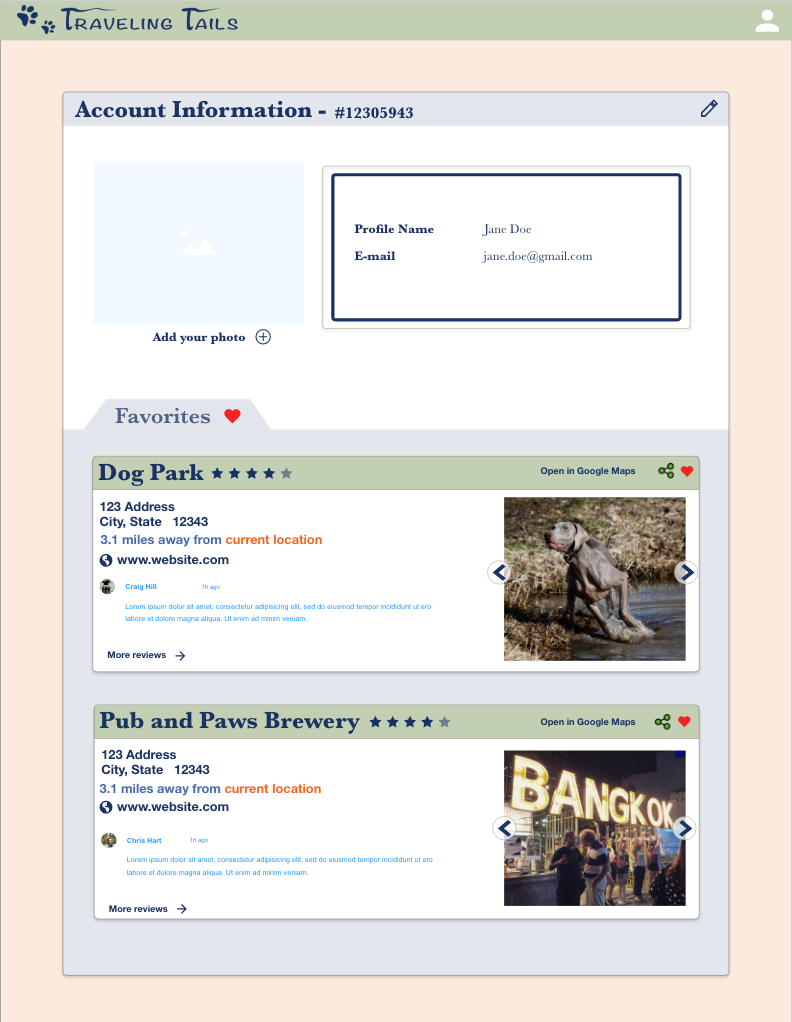 Traveling Tails
Account Information - #12305943
Profile Name Jane Doe
E-mail jane.doe@gmail.com
Add your photo
Favorites
Dog Park
Open in Google Maps
123 Address
City, State 12343
3.1 miles away from current location
www.website.com
Craig Hill 1h ago
Lorem ipsum dolor sit amet, consectetur adipisicing elit, sed do eiusmod tempor incididunt ut ero
labore et dolore magna aliqua. Ut enim ad minim veniam.
More reviews
Pub and Paws Brewery
Open in Google Maps
123 Address
City, State 12343
3.1 miles away from current location
www.website.com
BANGKOK
Chris Hart 1h ago
Lorem ipsum dolor sit amet, consectetur adipisicing elit, sed do eiusmod tempor incididunt ut ero
labore et dolore magna aliqua. Ut enim ad minim veniam.
More reviews